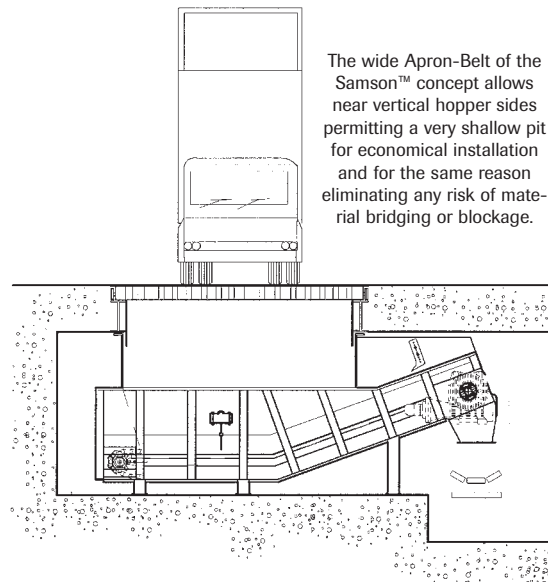 The wide Apron-Belt of the
Samson™ concept allows
near vertical hopper sides
permitting a very shallow pit
for economical installation
and for the same reason
eliminating any risk of mate-
rial bridging or blockage.